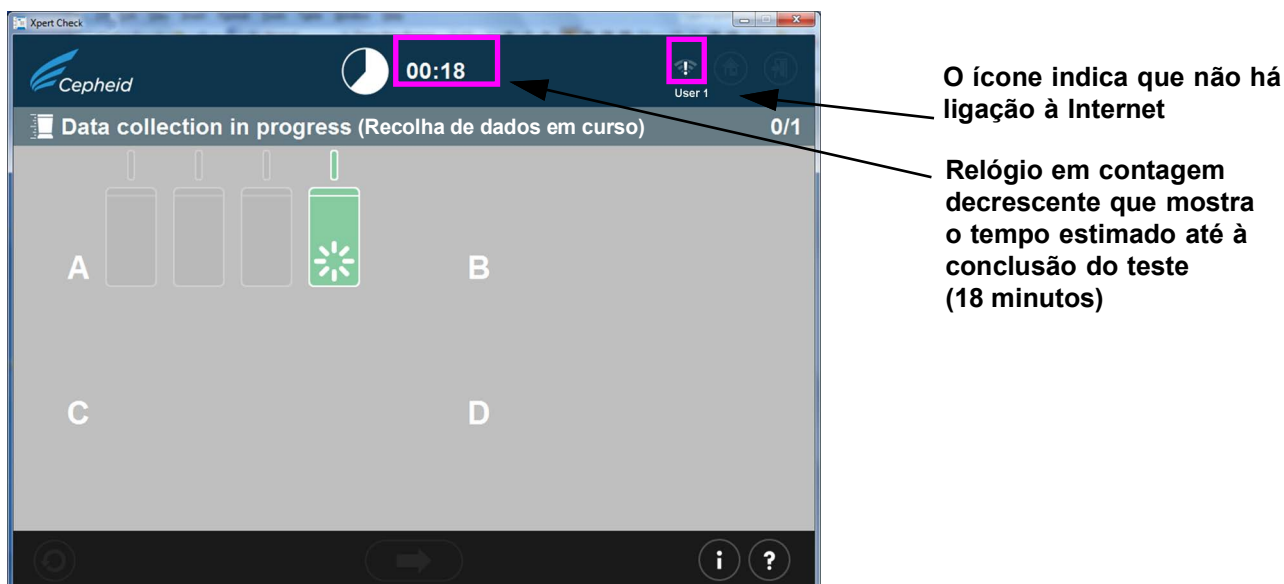 Xpert Check
Cepheid
00:18
!
User 1
Data collection in progress (Recolha de dados em curso)
0/1
A
B
C
D
i
?
O ícone indica que não há
ligação à Internet
Relógio em contagem
decrescente que mostra
o tempo estimado até à
conclusão do teste
(18 minutos)